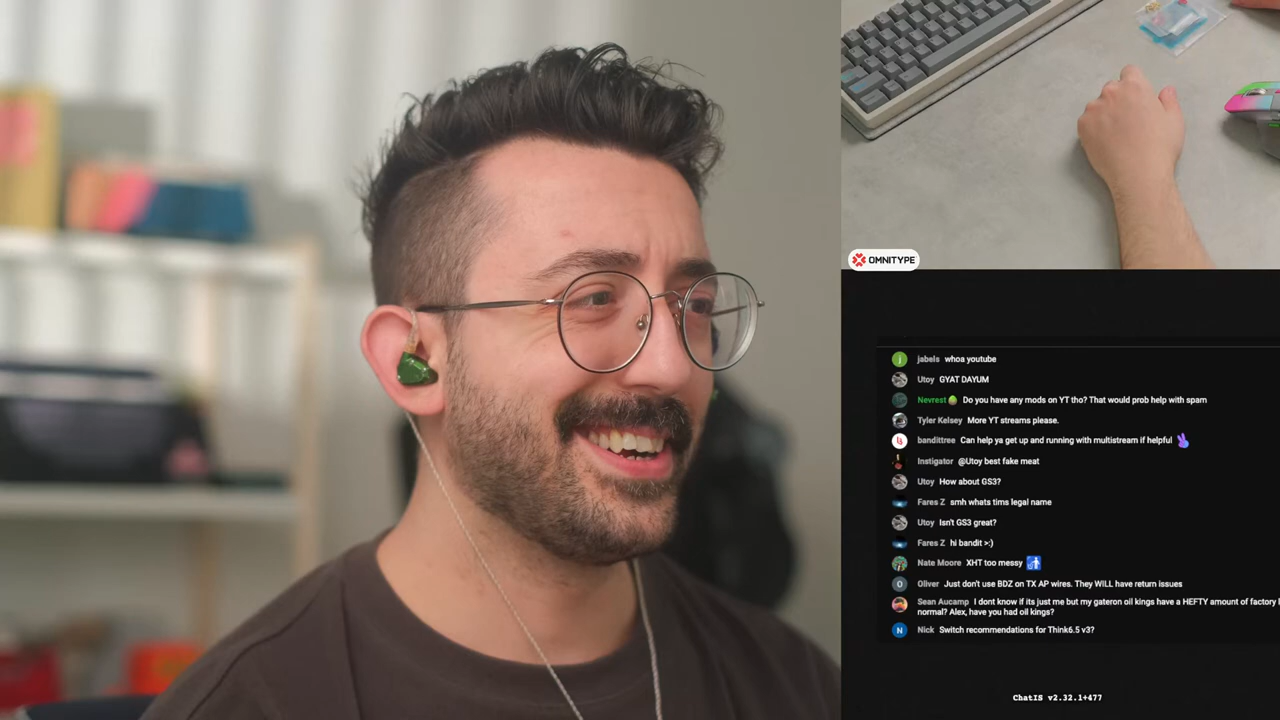 OMNITYPE
jabels whoa youtube
Utoy GYAT DAYUM
Nevrest Do you have any mods on YT tho? That would prob help with spam
Tyler Kelsey More YT streams please.
bandittree Can help ya get up and running with multistream if helpful
Instigator @Utoy best fake meat
Utoy How about GS3?
Fares Z smh whats tims legal name
Utoy Isn't GS3 great?
Fares Z hi bandit >:)
Nate Moore XHT too messy
O Oliver Just don't use BDZ on TX AP wires. They WILL have return issues
Sean Aucamp I dont know if its just me but my gateron oil kings have a HEFTY amount of factory
normal? Alex, have you had oil kings?
N Nick Switch recommendations for Think6.5 v3?
ChatIS v2.32.1+477